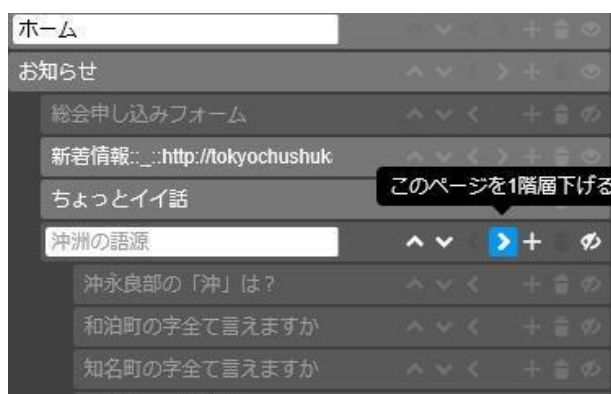 ホーム
お知らせ
総会申し込みフォーム
新着情報::_::http://tokyochushuk
ちょっとイイ話
このページを1階層下げる
沖洲の語源
沖永良部の「沖」は?
和泊町の字全て言えますか
知名町の字全て言えますか